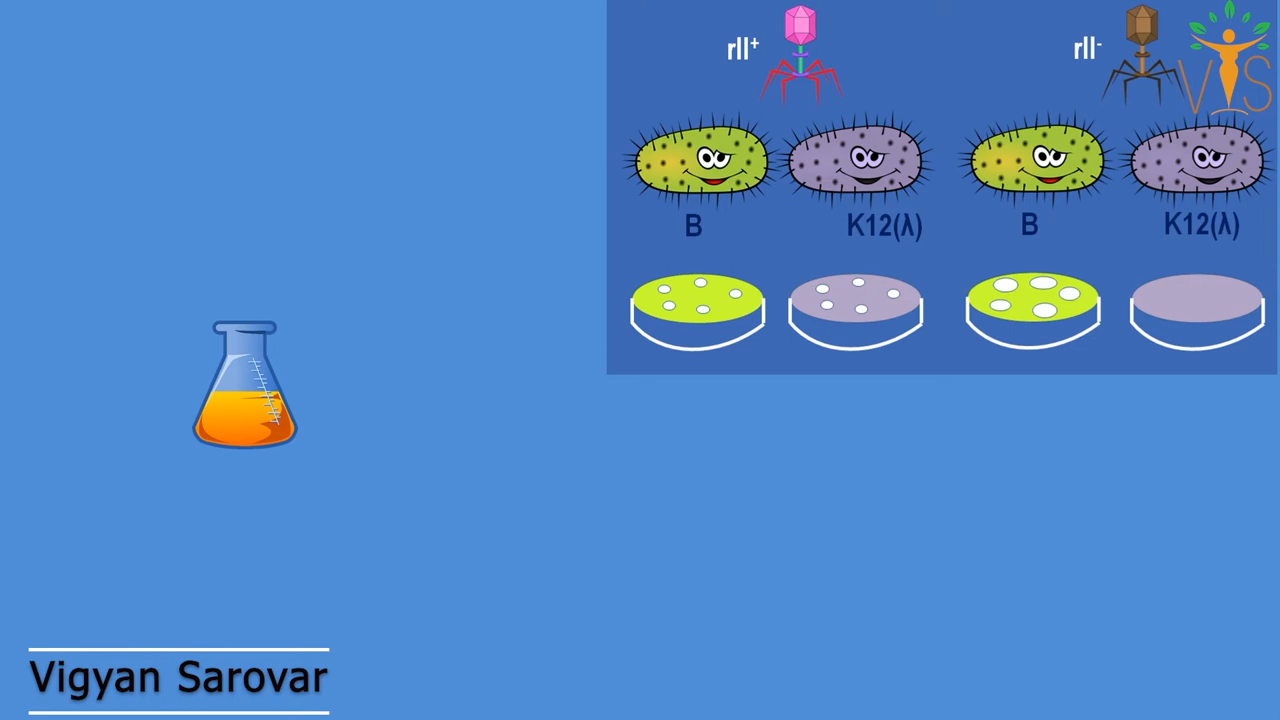 rII⁺
rII⁻
V S
B
K12(λ)
B
K12(λ)
Vigyan Sarovar